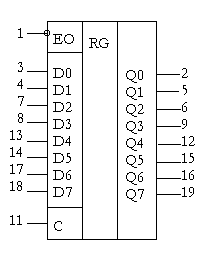 1 EO RG
3 D0 Q0 2
4 D1 Q1 5
7 D2 Q2 6
8 D3 Q3 9
13 D4 Q4 12
14 D5 Q5 15
17 D6 Q6 16
18 D7 Q7 19
11 C